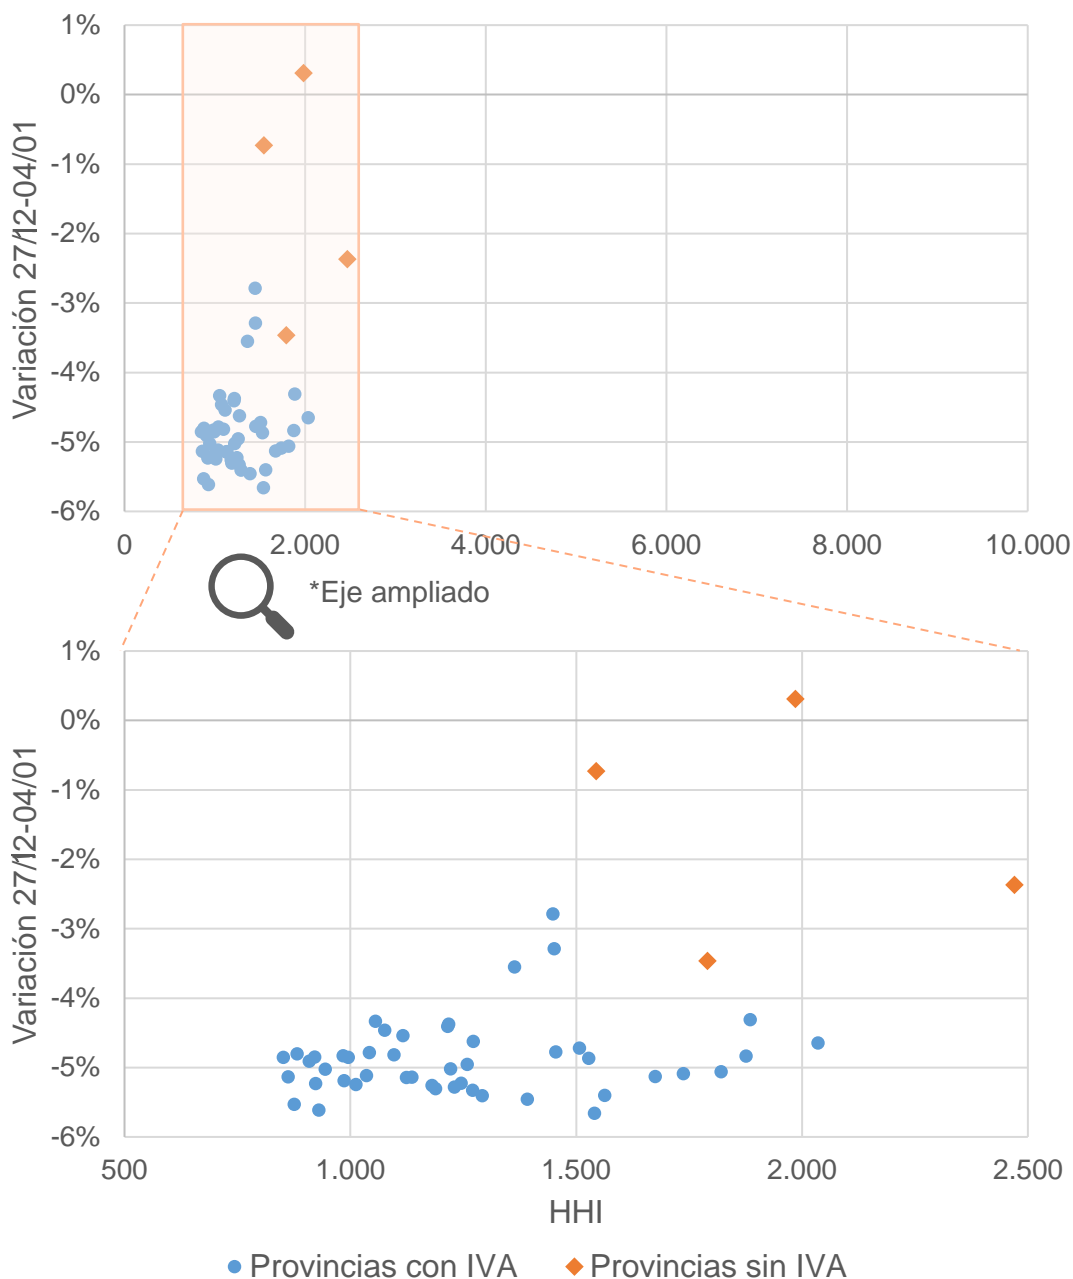 1%
0%
-1%
-2%
-3%
-4%
-5%
-6%
Variación 27/12-04/01
0 2.000 4.000 6.000 8.000 10.000
*Eje ampliado
1%
0%
-1%
-2%
-3%
-4%
-5%
-6%
Variación 27/12-04/01
500 1.000 1.500 2.000 2.500
HHI
Provincias con IVA Provincias sin IVA